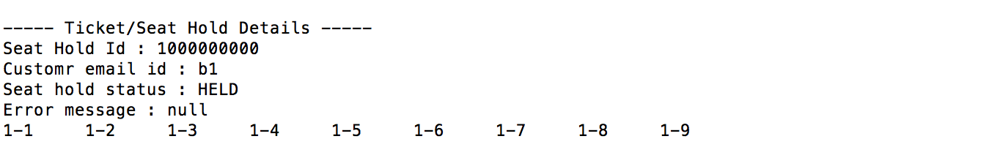 ----- Ticket/Seat Hold Details -----
Seat Hold Id : 1000000000
Customr email id : b1
Seat hold status : HELD
Error message : null
1-1 1-2 1-3 1-4 1-5 1-6 1-7 1-8 1-9